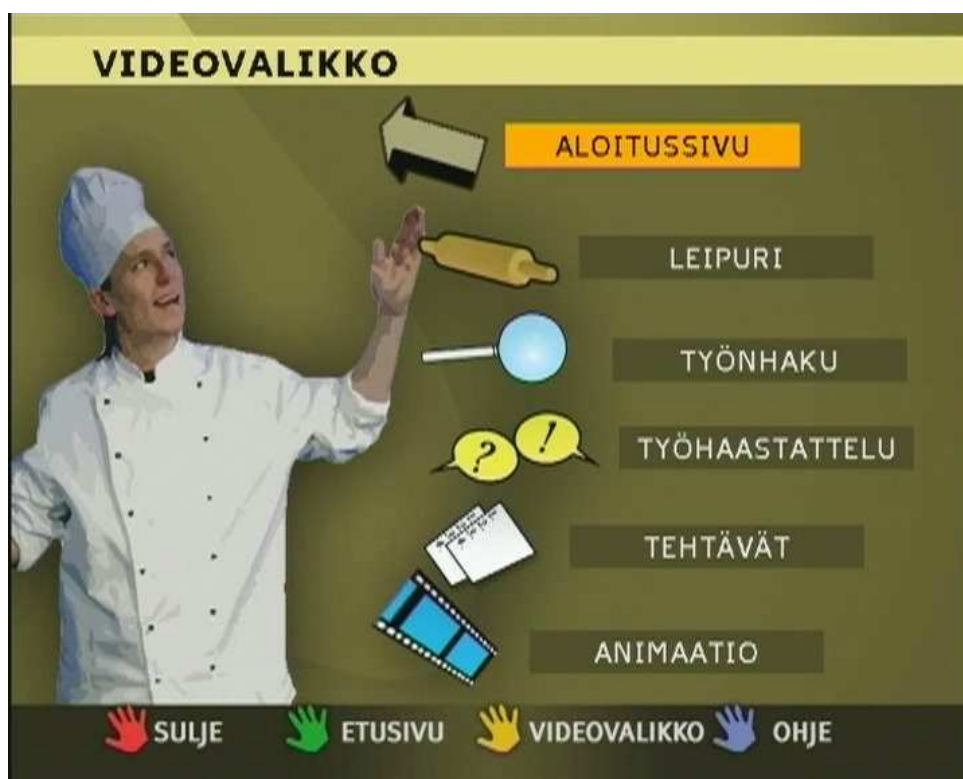 VIDEOVALIKKO
ALOITUSSIVU
LEIPURI
TYÖNHAKU
? !
TYÖHAASTATTELU
TEHTÄVÄT
ANIMAATIO
SULJE ETUSIVU VIDEOVALIKKO OHJE